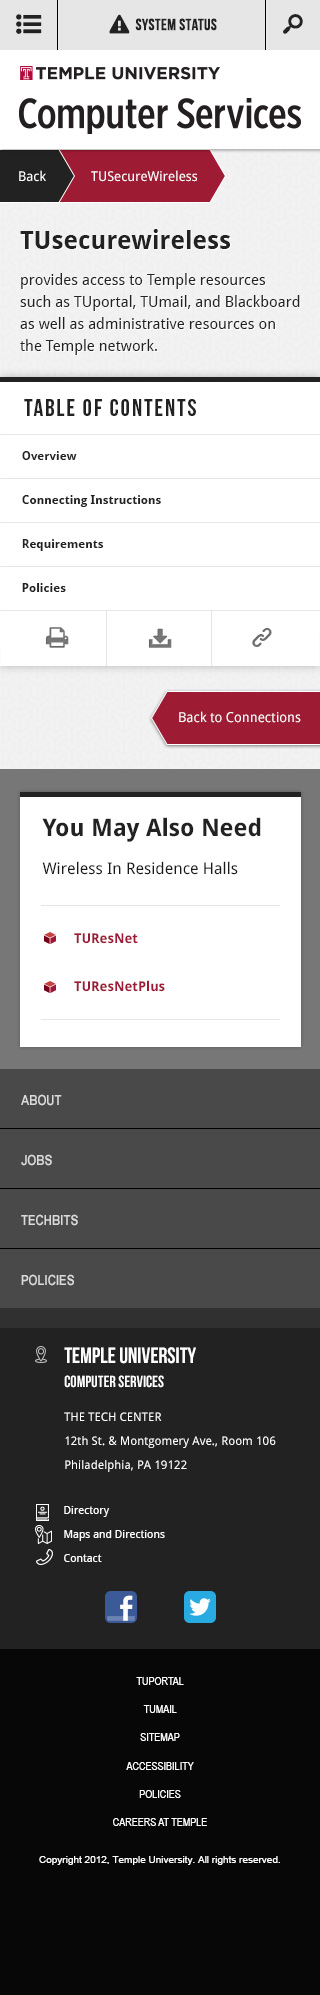 SYSTEM STATUS
TEMPLE UNIVERSITY
Computer Services
Back
TUSecureWireless
TUsecurewireless
provides access to Temple resources
such as TUportal, TUmail, and Blackboard
as well as administrative resources on
the Temple network.
TABLE OF CONTENTS
Overview
Connecting Instructions
Requirements
Policies
Back to Connections
You May Also Need
Wireless In Residence Halls
TUResNet
TUResNetPlus
ABOUT
JOBS
TECHBITS
POLICIES
TEMPLE UNIVERSITY
COMPUTER SERVICES
THE TECH CENTER
12th St. & Montgomery Ave., Room 106
Philadelphia, PA 19122
Directory
Maps and Directions
Contact
TUPORTAL
TUMAIL
SITEMAP
ACCESSIBILITY
POLICIES
CAREERS AT TEMPLE
Copyright 2012, Temple University. All rights reserved.